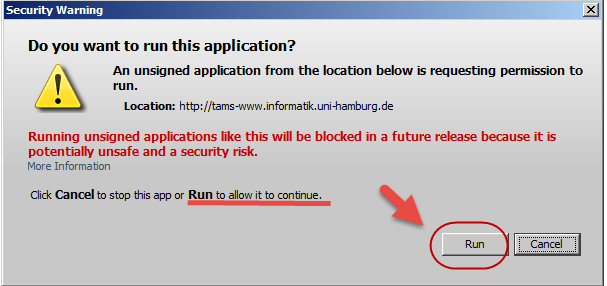 Security Warning
Do you want to run this application?
An unsigned application from the location below is requesting permission to
run.
Location: http://tams-www.informatik.uni-hamburg.de
Running unsigned applications like this will be blocked in a future release because it is
potentially unsafe and a security risk.
More Information
Click Cancel to stop this app or Run to allow it to continue.
Run Cancel